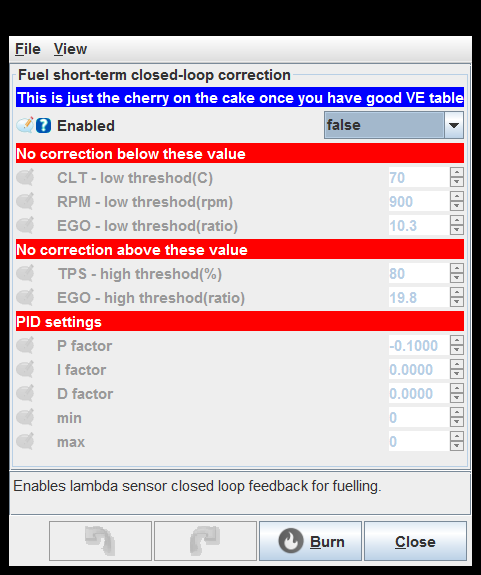 File View
Fuel short-term closed-loop correction
This is just the cherry on the cake once you have good VE table
Enabled false
No correction below these value
CLT - low threshod(C) 70
RPM - low threshod(rpm) 900
EGO - low threshod(ratio) 10.3
No correction above these value
TPS - high threshod(%) 80
EGO - high threshod(ratio) 19.8
PID settings
P factor -0.1000
I factor 0.0000
D factor 0.0000
min 0
max 0
Enables lambda sensor closed loop feedback for fuelling.
Burn Close